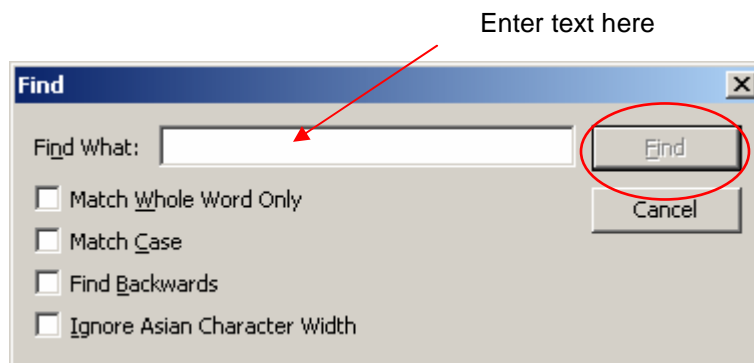 Enter text here
Find
Find What:
Find
Match Whole Word Only
Cancel
Match Case
Find Backwards
Ignore Asian Character Width